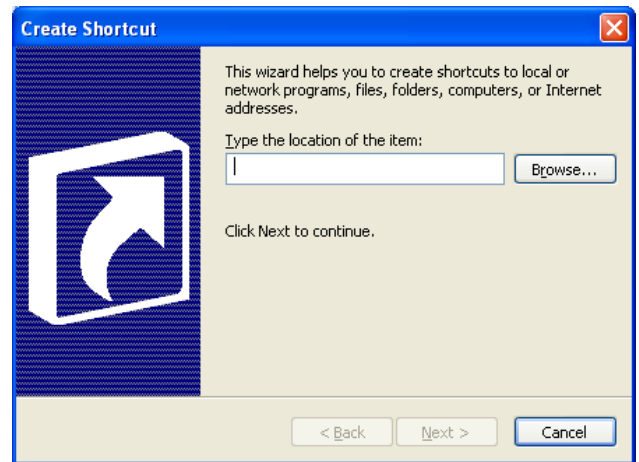 Create Shortcut
This wizard helps you to create shortcuts to local or
network programs, files, folders, computers, or Internet
addresses.
Type the location of the item:
Browse...
Click Next to continue.
< Back
Next >
Cancel